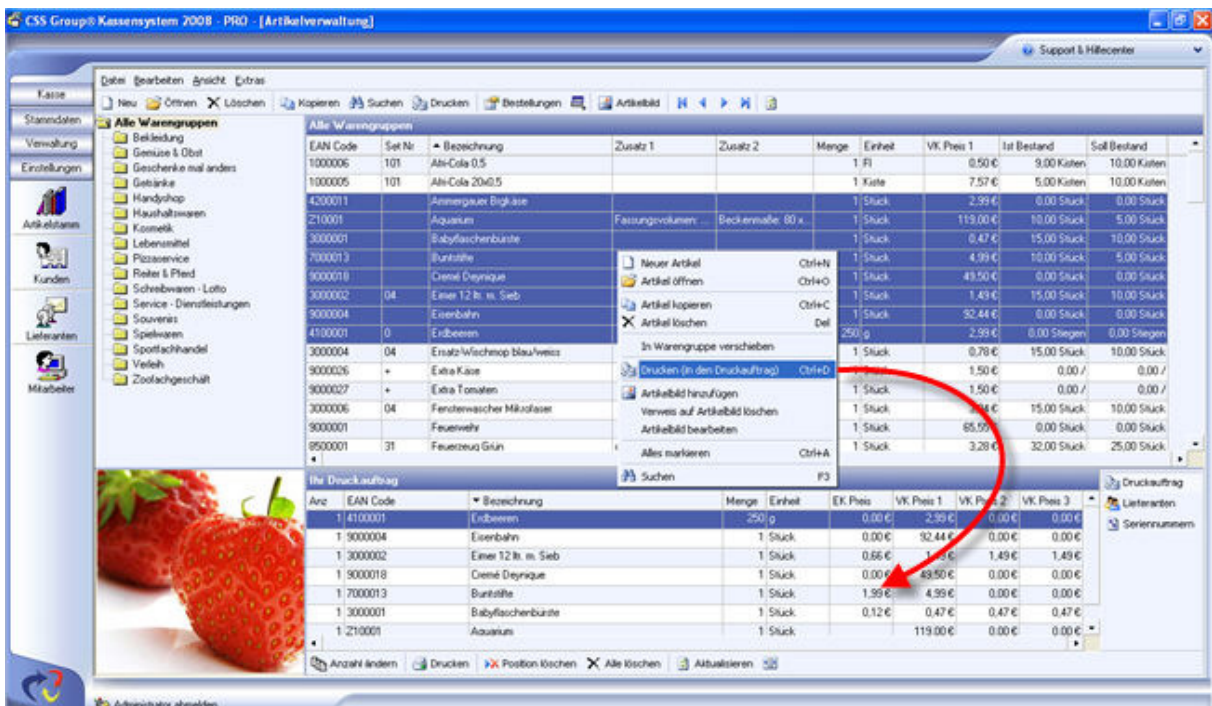 CSS Group® Kassensystem 2008 - PRO - [Artikelverwaltung]
Support & Hilfecenter
Datei Bearbeiten Ansicht Extras
Neu Öffnen Löschen Kopieren Suchen Drucken Bestellungen Artikelbild
Kasse
Stammdaten
Verwaltung
Einstellungen
Artikelstamm
Kunden
Lieferanten
Mitarbeiter
Alle Warengruppen
Bekleidung
Gemüse & Obst
Geschenke mal anders
Getränke
Handyshop
Haushaltswaren
Kosmetik
Lebensmittel
Pizzaservice
Reiter & Pferd
Schreibwaren - Lotto
Service - Dienstleistungen
Souvenirs
Spielwaren
Sportfachhandel
Verleih
Zoofachgeschäft
Alle Warengruppen
EAN Code Set Nr Bezeichnung Zusatz 1 Zusatz 2 Menge Einheit VK Preis 1 Ist Bestand Soll Bestand
1000006 101 Afri-Cola 0,5 1 Fl 0,50 € 9,00 Kisten 10,00 Kisten
1000005 101 Afri-Cola 20x0,5 1 Kiste 7,57 € 5,00 Kisten 10,00 Kisten
4200011 Ammergauer 1 Stück 2,99 € 0,00 Stück 0,00 Stück
Z10001 Aquarium Fassungsvolumen: ... Beckenmaße: 80 x... 1 Stück 119,00 € 10,00 Stück 5,00 Stück
3000001 Babyflaschenbürste 1 Stück 0,47 € 15,00 Stück 10,00 Stück
7000013 Buntstifte 1 Stück 4,99 € 10,00 Stück 5,00 Stück
9000018 Cremé Deynique 1 Stück 49,50 € 0,00 Stück 0,00 Stück
3000002 04 Eimer 12 ltr. m. Sieb 1 Stück 1,49 € 15,00 Stück 10,00 Stück
9000004 Eisenbahn 1 Stück 92,44 € 0,00 Stück 0,00 Stück
4100001 0 Erdbeeren 250 g 2,99 € 0,00 Stiegen 0,00 Stiegen
3000004 04 Ersatz-Wischmop blau/weiss 1 Stück 0,78 € 15,00 Stück 10,00 Stück
9000026 + Extra Käse 1 1,50 € 0,00 / 0,00 /
9000027 + Extra Tomaten 1 Stück 1,50 € 0,00 / 0,00 /
3000006 04 Fensterwascher Mikrofaser 1 Stück 15,00 Stück 10,00 Stück
9000001 Feuerwehr 1 Stück 0,00 Stück 0,00 Stück
8500001 31 Feuerzeug Grün 1 Stück 3,28 € 32,00 Stück 25,00 Stück
Neuer Artikel Ctrl+N
Artikel öffnen Ctrl+O
Artikel kopieren Ctrl+C
Artikel löschen Del
In Warengruppe verschieben
Drucken (in den Druckauftrag) Ctrl+D
Artikelbild hinzufügen
Verweis auf Artikelbild löschen
Artikelbild bearbeiten
Alles markieren Ctrl+A
Suchen F3
Ihr Druckauftrag
Anz EAN Code Bezeichnung Menge Einheit EK Preis VK Preis 1 VK Preis 2 VK Preis 3
1 4100001 Erdbeeren 250 g 0,00 € 2,99 € 0,00 € 0,00 €
1 9000004 Eisenbahn 1 Stück 0,00 € 92,44 € 0,00 € 0,00 €
1 3000002 Eimer 12 ltr. m. Sieb 1 Stück 0,66 € 1,49 € 1,49 €
1 9000018 Cremé Deynique 1 Stück 0,00 € 49,50 € 0,00 € 0,00 €
1 7000013 Buntstifte 1 Stück 1,99 € 4,99 € 0,00 € 0,00 €
1 3000001 Babyflaschenbürste 1 Stück 0,12 € 0,47 € 0,47 € 0,47 €
1 Z10001 Aquarium 1 Stück 119,00 € 0,00 € 0,00 €
Druckauftrag
Lieferanten
Seriennummern
Anzahl ändern Drucken Position löschen Alle löschen Aktualisieren
Administrator abmelden